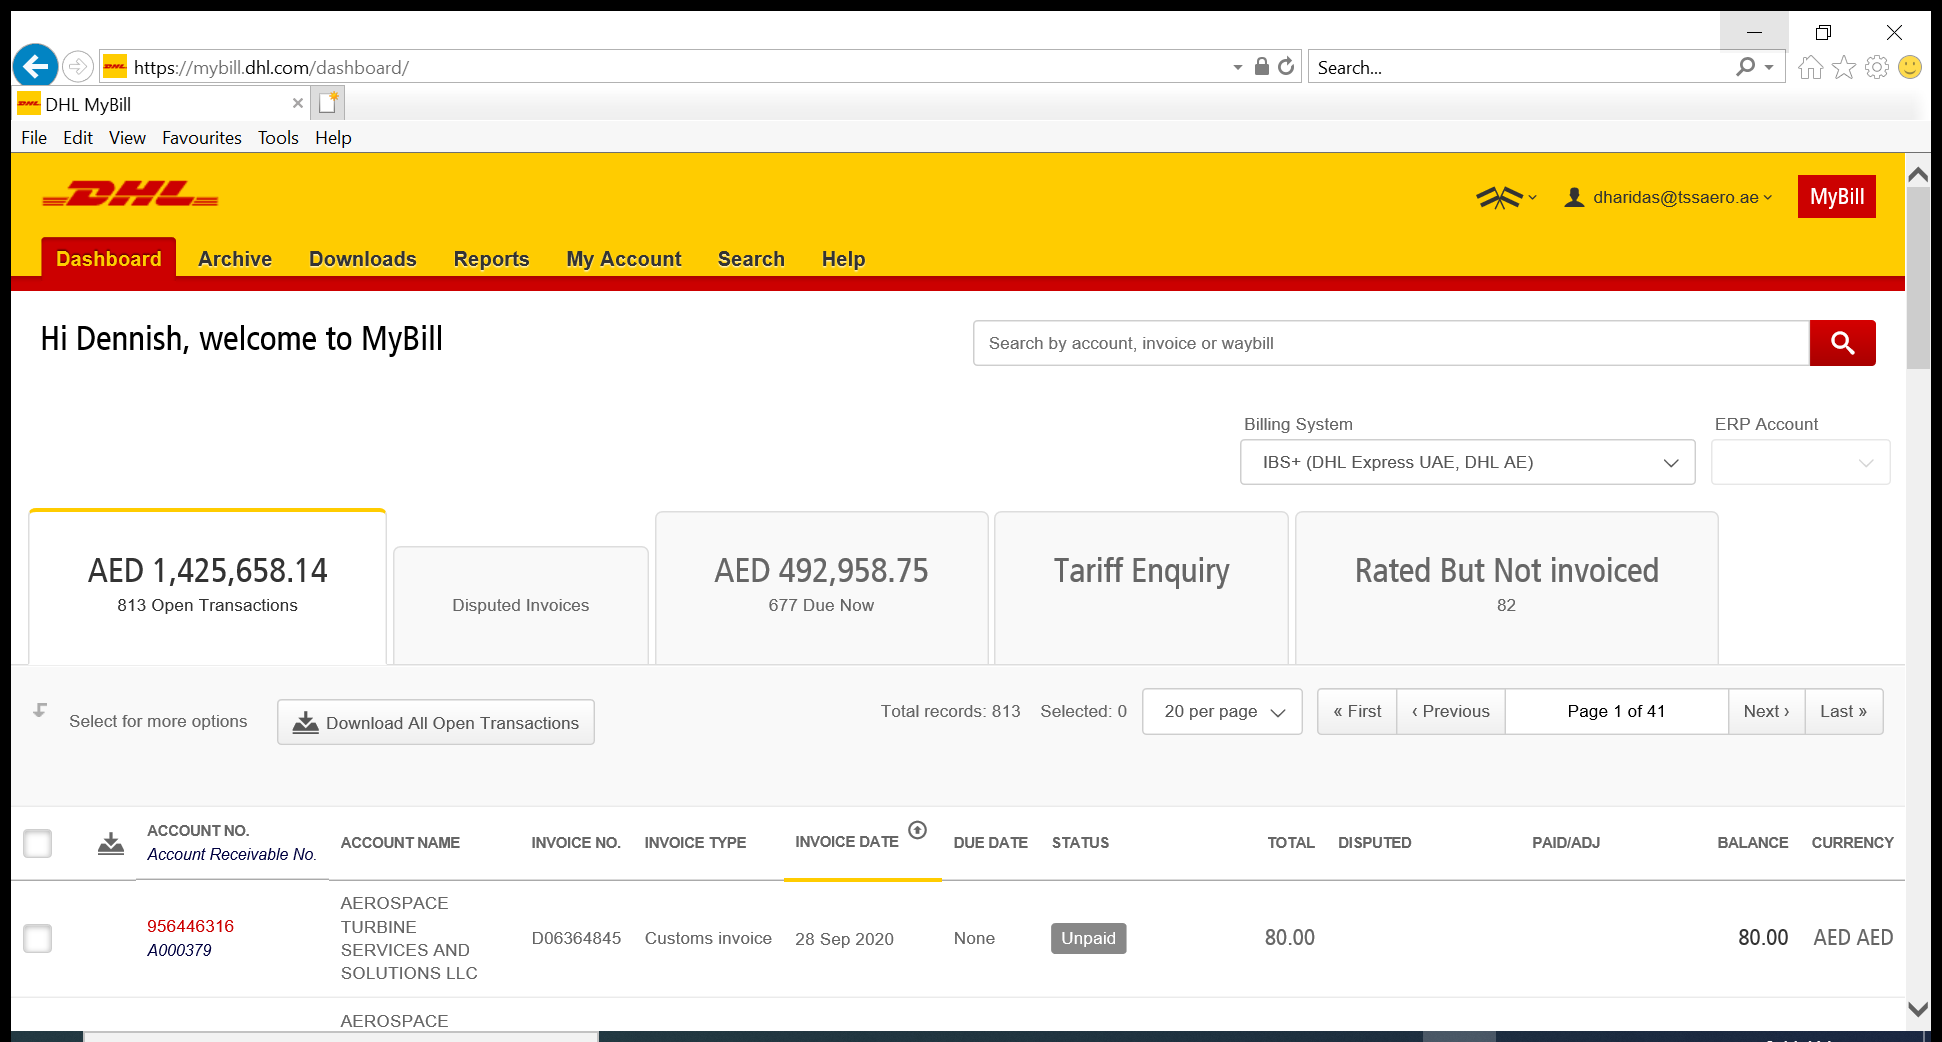 https://mybill.dhl.com/dashboard/
Search...
DHL MyBill
File Edit View Favourites Tools Help
DHL
dharidas@tssaero.ae
MyBill
Dashboard Archive Downloads Reports My Account Search Help
Hi Dennish, welcome to MyBill
Search by account, invoice or waybill
Billing System
ERP Account
IBS+ (DHL Express UAE, DHL AE)
AED 1,425,658.14
813 Open Transactions
Disputed Invoices
AED 492,958.75
677 Due Now
Tariff Enquiry
Rated But Not invoiced
82
Select for more options
Download All Open Transactions
Total records: 813
Selected: 0
20 per page
« First
‹ Previous
Page 1 of 41
Next ›
Last »
ACCOUNT NO.
Account Receivable No.
ACCOUNT NAME
INVOICE NO.
INVOICE TYPE
INVOICE DATE
DUE DATE
STATUS
TOTAL
DISPUTED
PAID/ADJ
BALANCE
CURRENCY
956446316
A000379
AEROSPACE
TURBINE
SERVICES AND
SOLUTIONS LLC
D06364845
Customs invoice
28 Sep 2020
None
Unpaid
80.00
80.00
AED AED
AEROSPACE